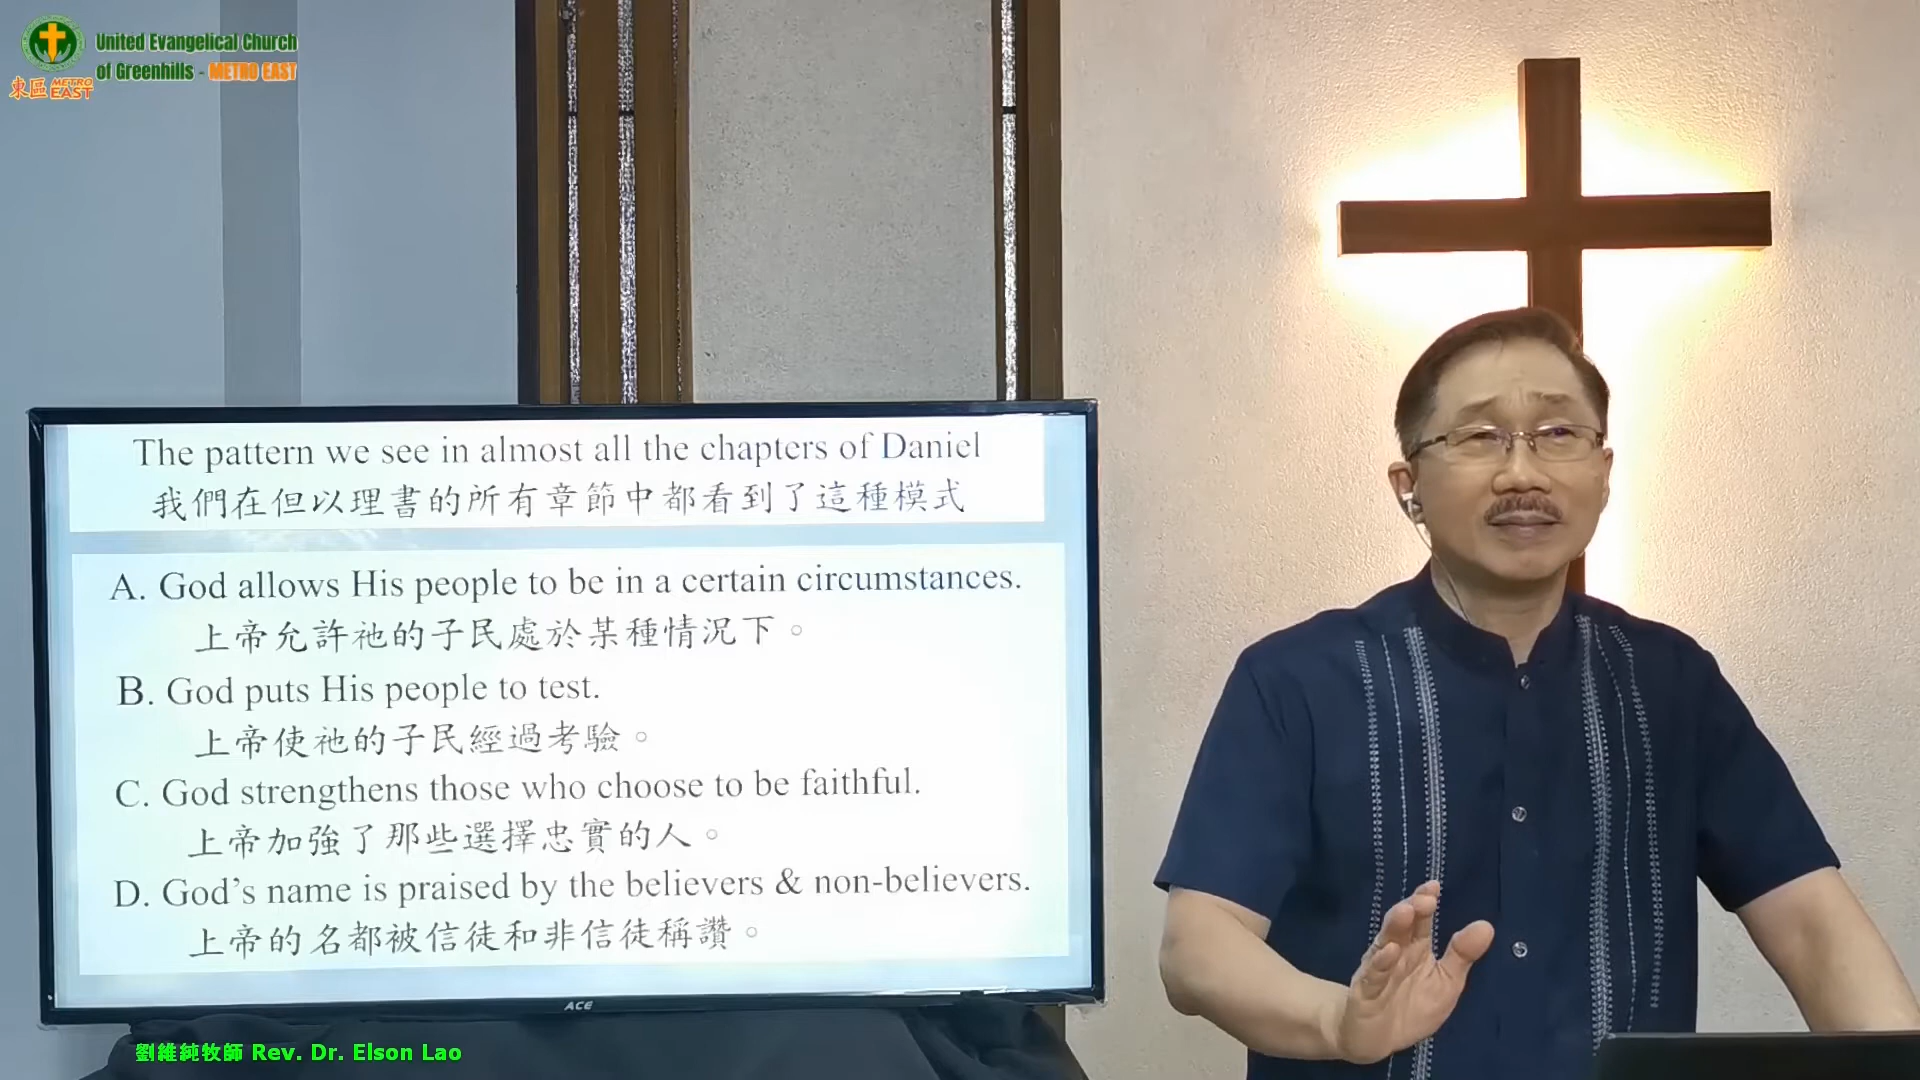 United Evangelical Church
of Greenhills - METRO EAST
東區 METRO EAST
The pattern we see in almost all the chapters of Daniel
我們在但以理書的所有章節中都看到了這種模式
A. God allows His people to be in a certain circumstances.
上帝允許祂的子民處於某種情況下。
B. God puts His people to test.
上帝使祂的子民經過考驗。
C. God strengthens those who choose to be faithful.
上帝加強了那些選擇忠實的人。
D. God's name is praised by the believers & non-believers.
上帝的名都被信徒和非信徒稱讚。
ACE
劉維純牧師 Rev. Dr. Elson Lao